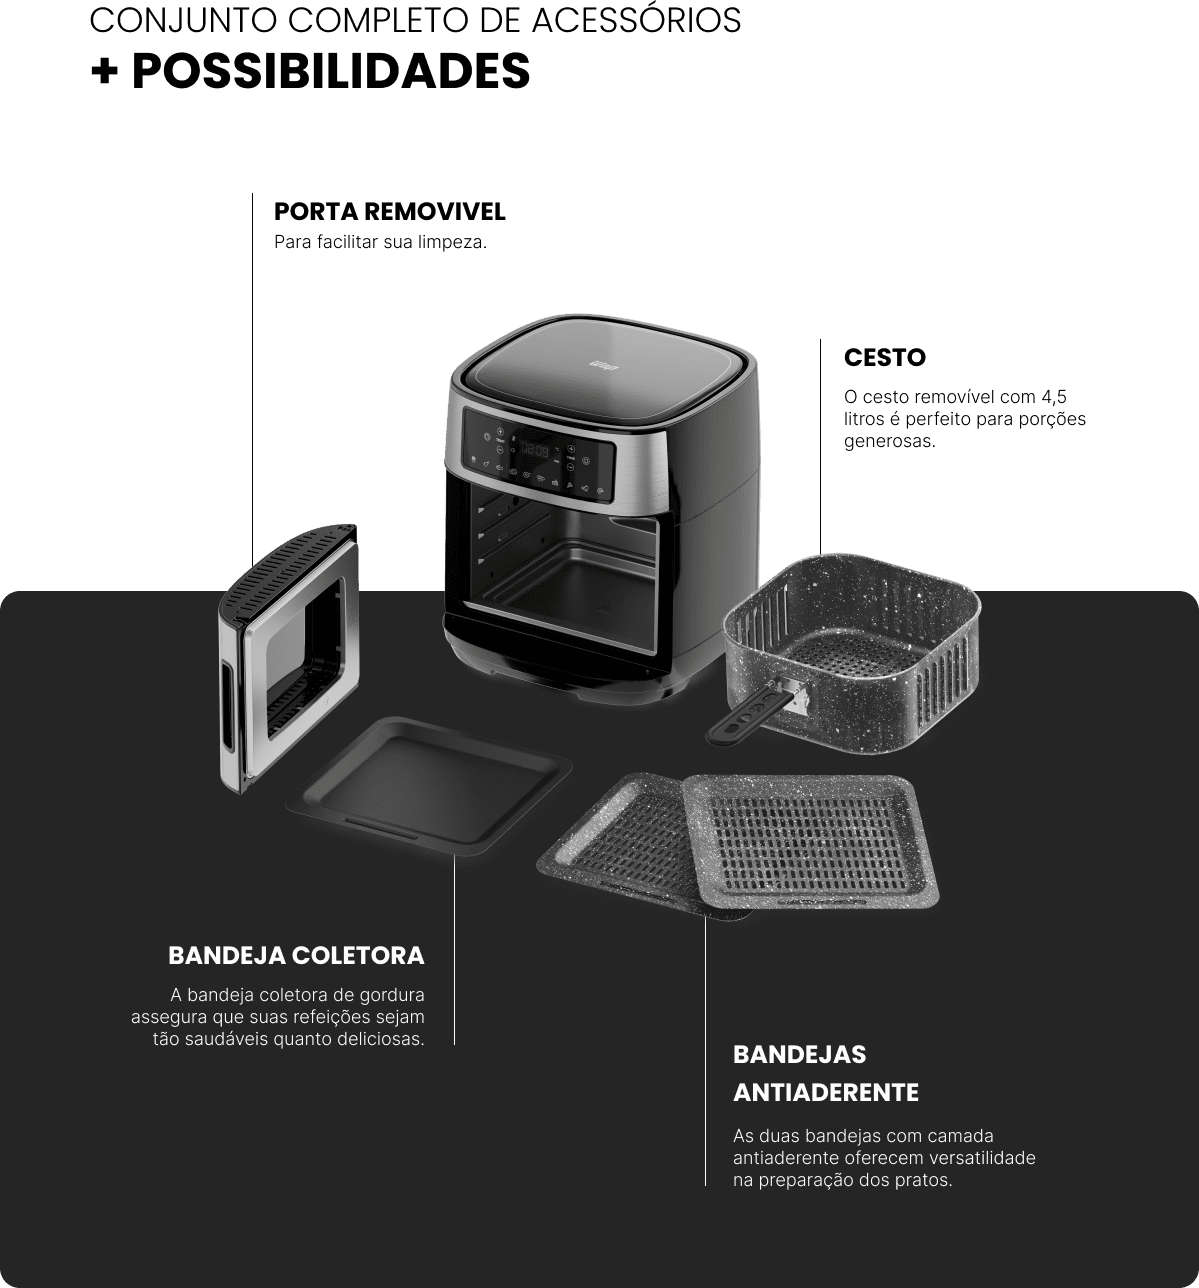 CONJUNTO COMPLETO DE ACESSÓRIOS
+ POSSIBILIDADES
PORTA REMOVIVEL
Para facilitar sua limpeza.
CESTO
O cesto removível com 4,5
litros é perfeito para porções
generosas.
Wap
BANDEJA COLETORA
A bandeja coletora de gordura
assegura que suas refeições sejam
tão saudáveis quanto deliciosas.
BANDEJAS
ANTIADERENTE
As duas bandejas com camada
antiaderente oferecem versatilidade
na preparação dos pratos.